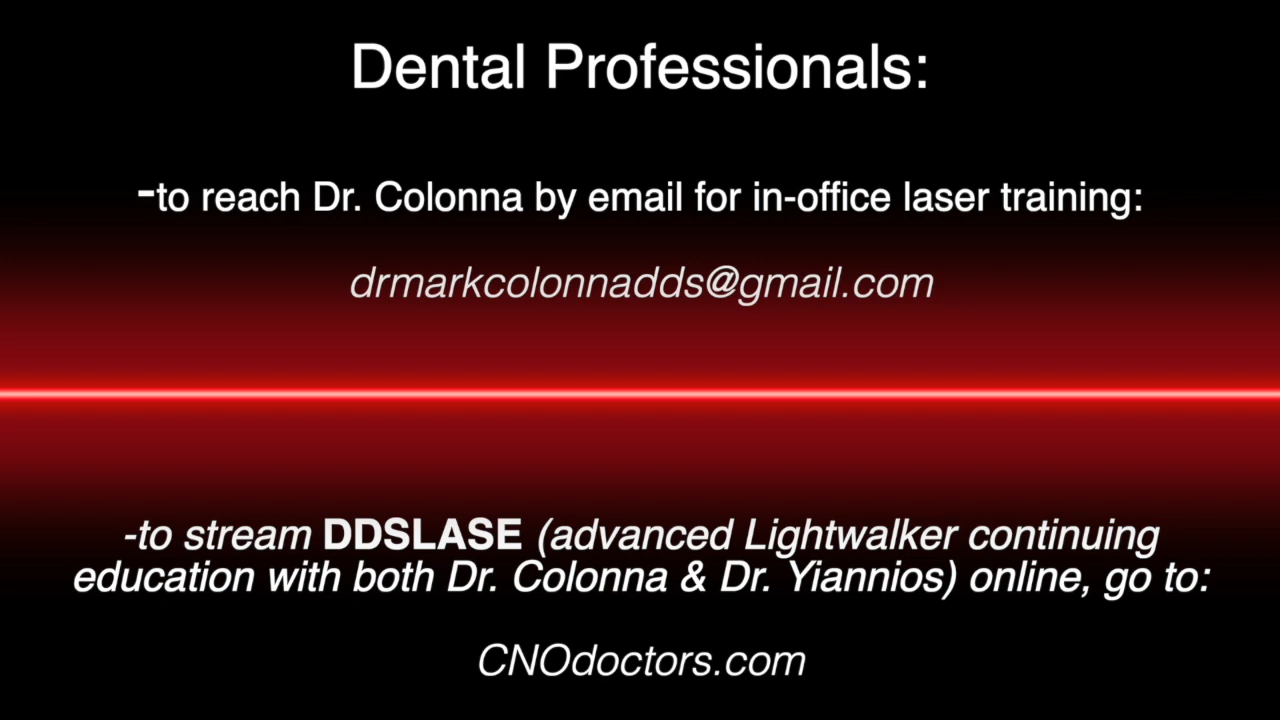 Dental Professionals:
-to reach Dr. Colonna by email for in-office laser training:
drmarkcolonnadds@gmail.com
-to stream DDSLASE (advanced Lightwalker continuing
education with both Dr. Colonna & Dr. Yiannios) online, go to:
CNOdoctors.com